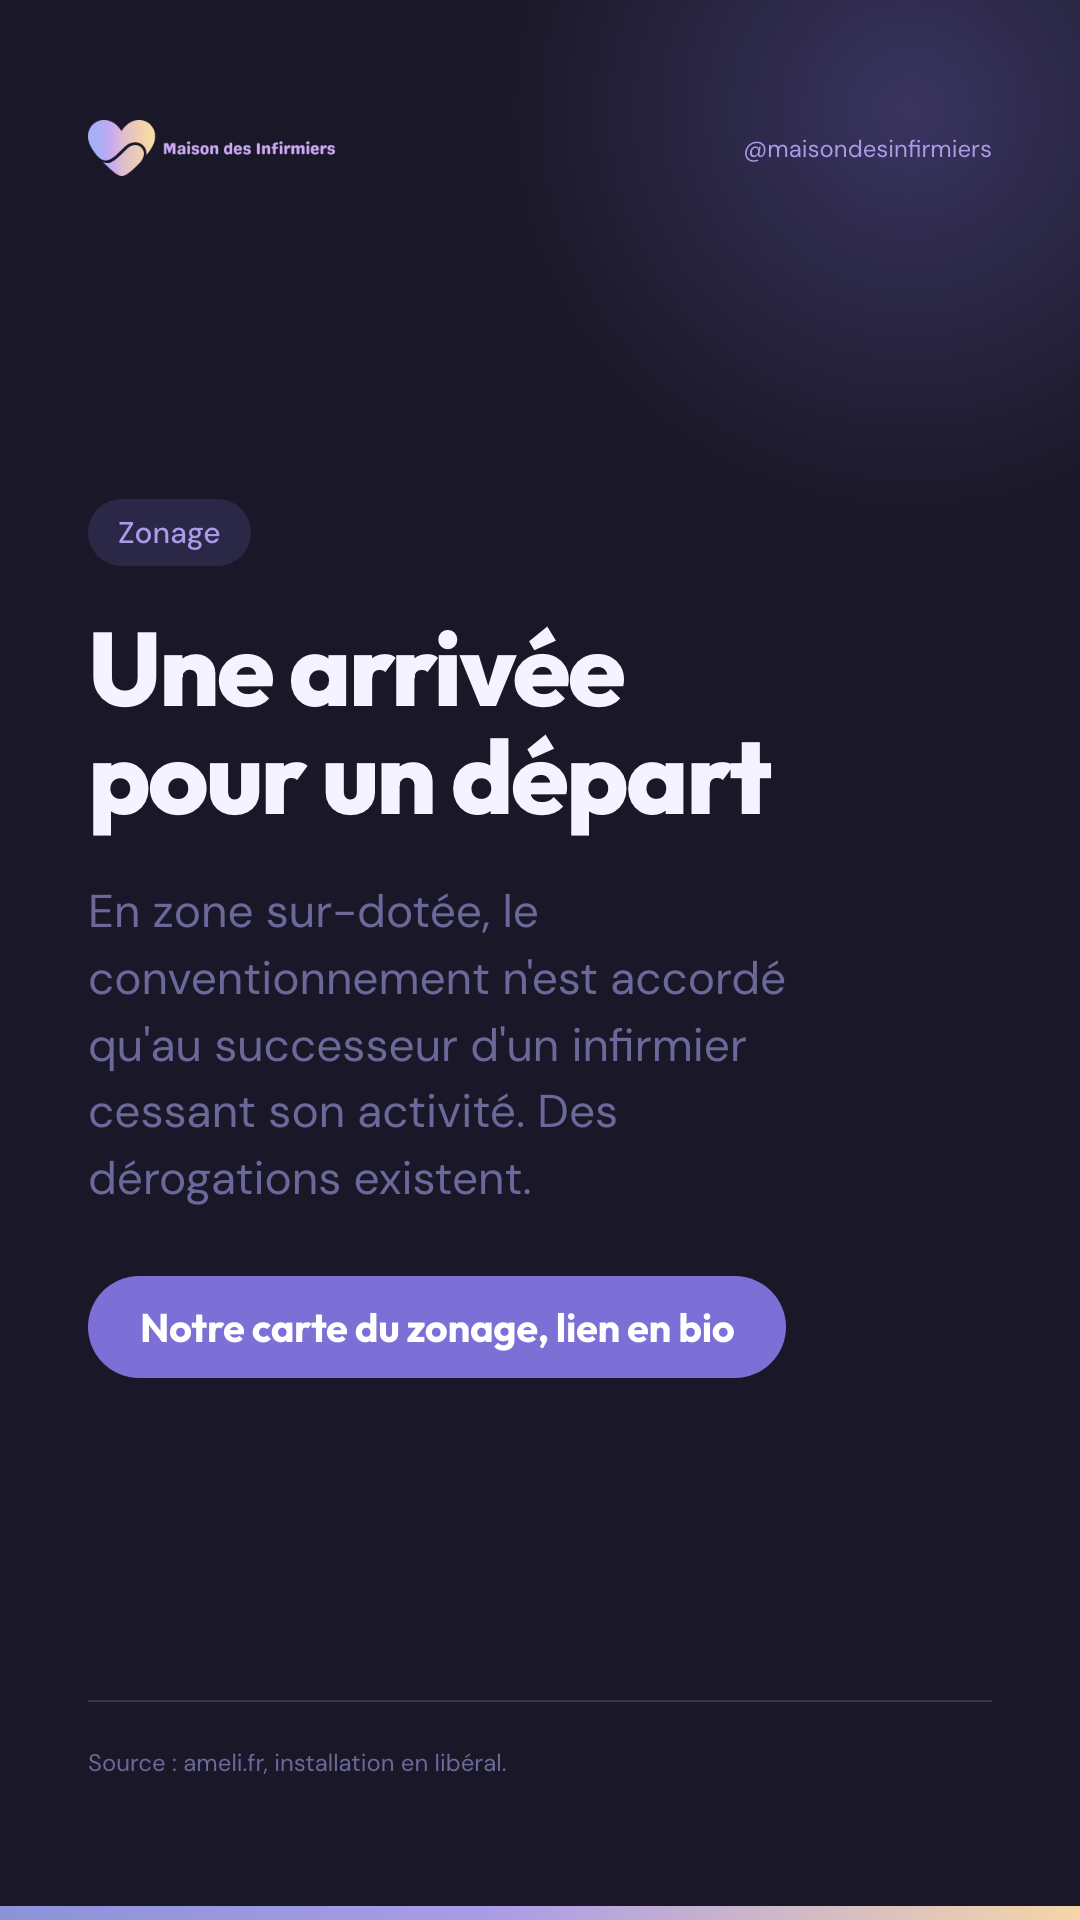 Maison des Infirmiers
@maisondesinfirmiers
Zonage
Une arrivée
pour un départ
En zone sur-dotée, le
conventionnement n'est accordé
qu'au successeur d'un infirmier
cessant son activité. Des
dérogations existent.
Notre carte du zonage, lien en bio
Source : ameli.fr, installation en libéral.